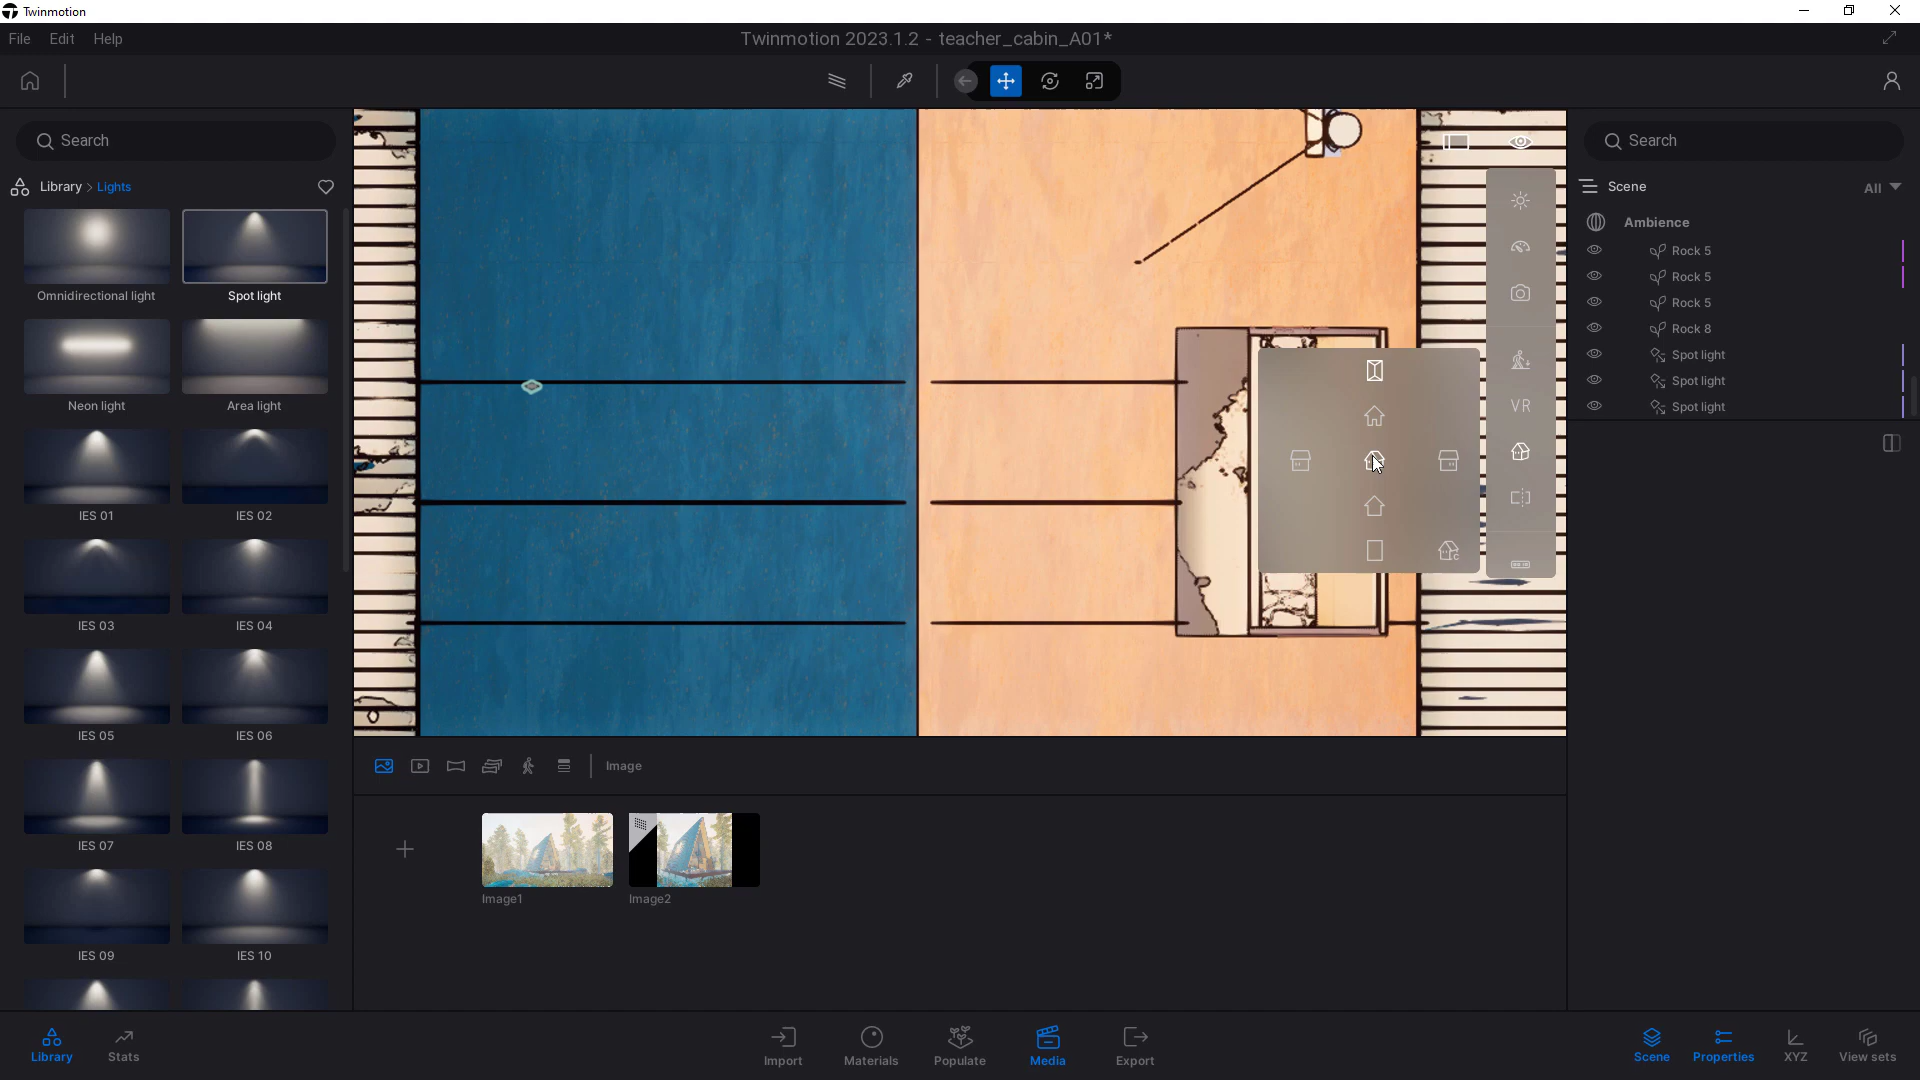 Twinmotion
File Edit Help
Twinmotion 2023.1.2 - teacher_cabin_A01*
Search
Library > Lights
Omnidirectional light
Spot light
Neon light
Area light
IES 01
IES 02
IES 03
IES 04
IES 05
IES 06
IES 07
IES 08
IES 09
IES 10
VR
C
Image
Image1
Image2
Search
Scene
All
Ambience
Rock 5
Rock 5
Rock 5
Rock 8
Spot light
Spot light
Spot light
Library
Stats
Import
Materials
Populate
Media
Export
Scene
Properties
XYZ
View sets